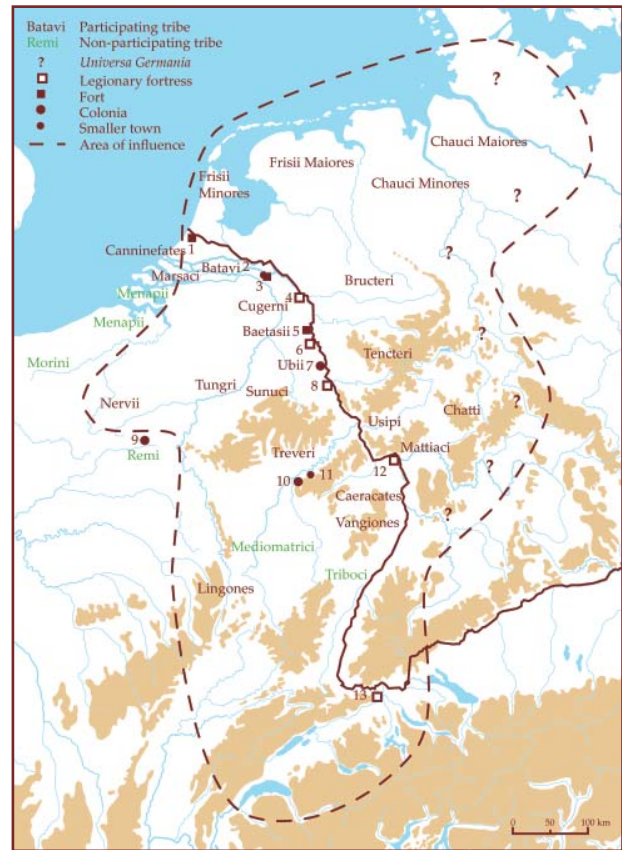 Batavi Participating tribe
Remi Non-participating tribe
? Universa Germania
Legionary fortress
Fort
Colonia
Smaller town
Area of influence
?
Chauci Maiores
Frisii Maiores
Frisii
Minores
Chauci Minores
?
Canninefates
1
?
Batavi
2
Marsaci
3
Bructeri
Menapii
Cugerni
4
Menapii
Baetasii
5
?
6
Tencteri
Morini
Ubii
7
Tungri
Sunuci
8
Chatti
?
Nervii
Usipi
9
Remi
Treveri
Mattiaci
12
?
10
11
Caeracates
Vangiones
?
Mediomatrici
Triboci
Lingones
13
0 50 100 km